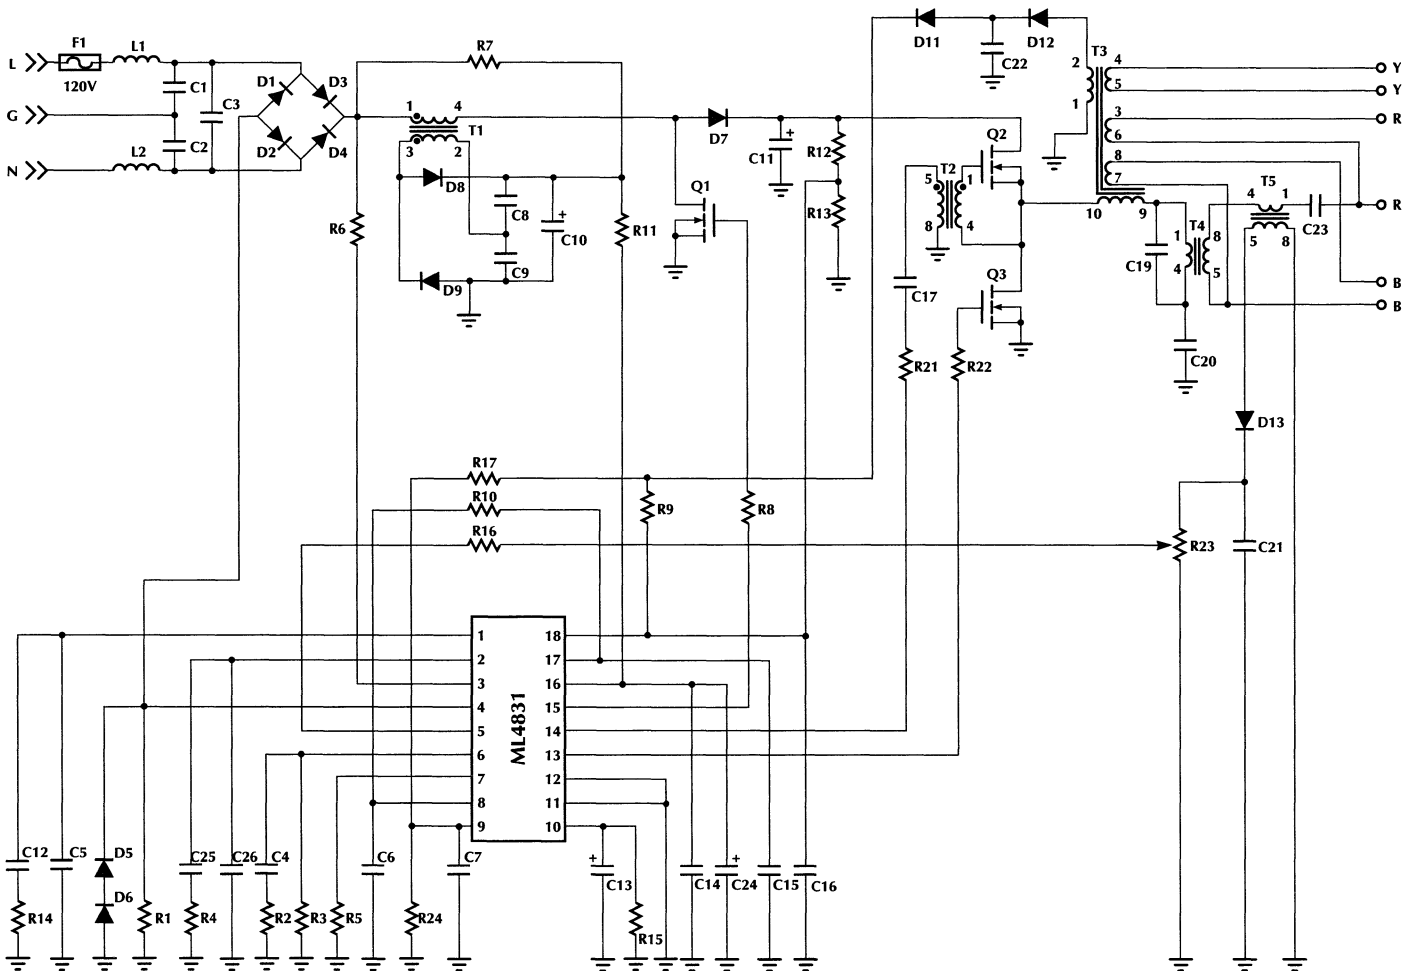 F1
L1
L
120V
C1
C3
D1
D3
G
C2
D2
D4
L2
N
R7
1
4
T1
3
2
D8
C8
C10
+
D9
C9
R6
R11
Q1
D7
C11
+
R12
R13
D11
C22
D12
T3
2
1
4
5
3
6
8
7
10
9
Y
Y
R
R
B
B
Q2
T2
5
1
8
4
Q3
C17
R21
R22
C19
T4
1
4
8
5
C20
T5
4
1
5
8
C23
D13
R23
C21
R17
R10
R16
R9
R8
ML4831
1
2
3
4
5
6
7
8
9
18
17
16
15
14
13
12
11
10
C12
C5
D5
D6
R14
R1
C25
C26
C4
R4
R2
R3
R5
C6
R24
C7
+
C13
R15
C14
+
C24
C15
C16